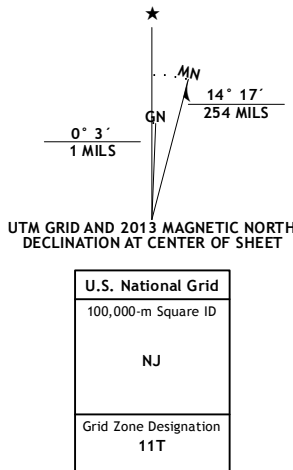 ★
MN
GN
0° 3´
1 MILS
14° 17´
254 MILS
UTM GRID AND 2013 MAGNETIC NORTH
DECLINATION AT CENTER OF SHEET
U.S. National Grid
100,000-m Square ID
NJ
Grid Zone Designation
11T